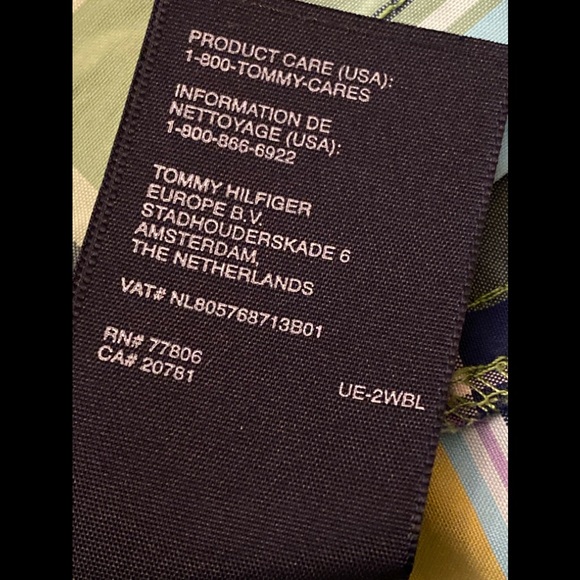 PRODUCT CARE (USA):
1-800-TOMMY-CARES
INFORMATION DE
NETTOYAGE (USA):
1-800-866-6922
TOMMY HILFIGER
EUROPE B.V.
STADHOUDERSKADE 6
AMSTERDAM,
THE NETHERLANDS
VAT# NL805768713B01
RN# 77806
CA# 20781
UE-2WBL